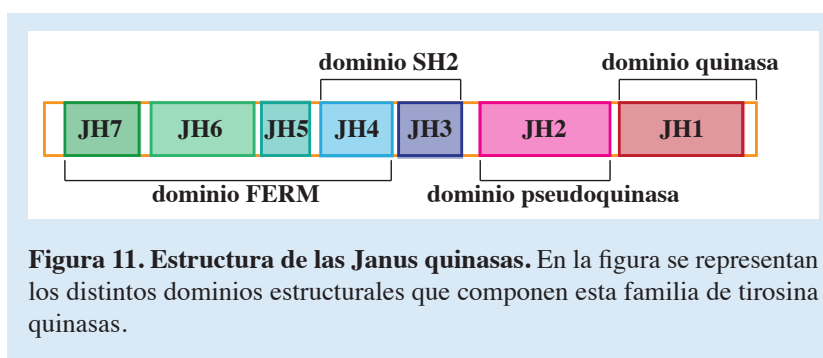 dominio SH2 dominio quinasa
JH7 JH6 JH5 JH4 JH3 JH2 JH1
dominio FERM dominio pseudoquinasa
Figura 11. Estructura de las Janus quinasas. En la figura se representan
los distintos dominios estructurales que componen esta familia de tirosina
quinasas.